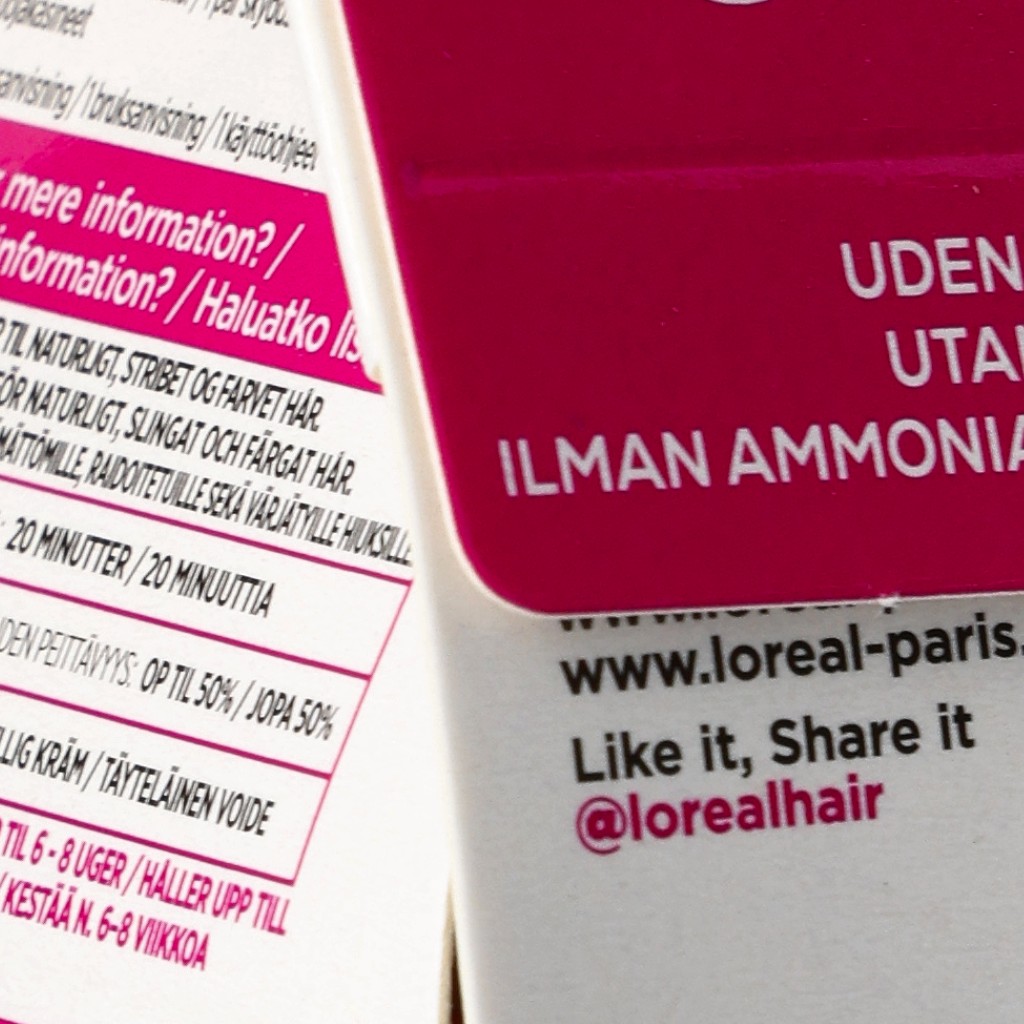 / 1 bruksanvisning / 1 käyttöohjeet
mere information? /
information? / Haluatko
TIL NATURLIGT, STRIBET OG FARVET HÅR.
FÖR NATURLIGT, SLINGAT OCH FÄRGAT HÅR.
RAIDOITETUILLE SEKÄ VÄRJÄTYILLE HIUKSILLE.
20 MINUTTER / 20 MINUUTTIA
PEITTÄVYYS: OP TIL 50% / JOPA 50%
KRÄM / TÄYTELÄINEN VOIDE
TIL 6 - 8 UGER / HÅLLER UPP TILL
/ KESTÄÄ N. 6-8 VIIKKOA
UDEN
UTAN
ILMAN AMMONIA
www.loreal-paris.
Like it, Share it
@lorealhair